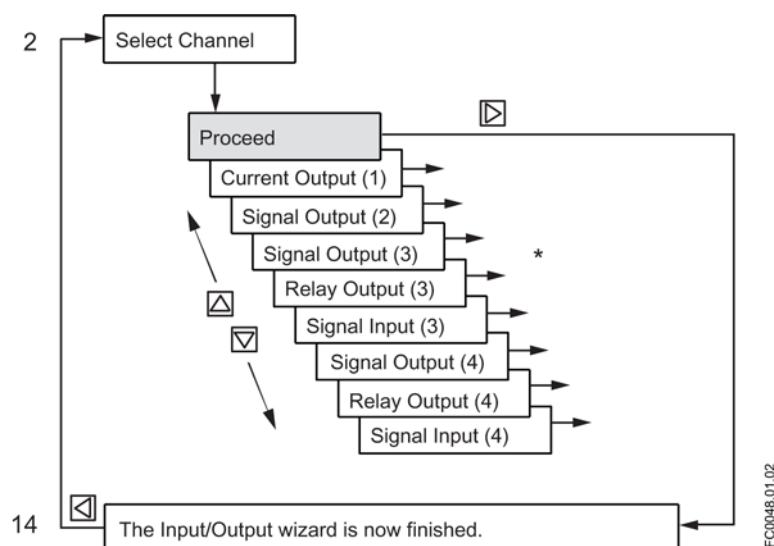 2
Select Channel
Proceed
Current Output (1)
Signal Output (2)
Signal Output (3)
*
Relay Output (3)
Signal Input (3)
Signal Output (4)
Relay Output (4)
Signal Input (4)
14
The Input/Output wizard is now finished.
FC0048.01.02